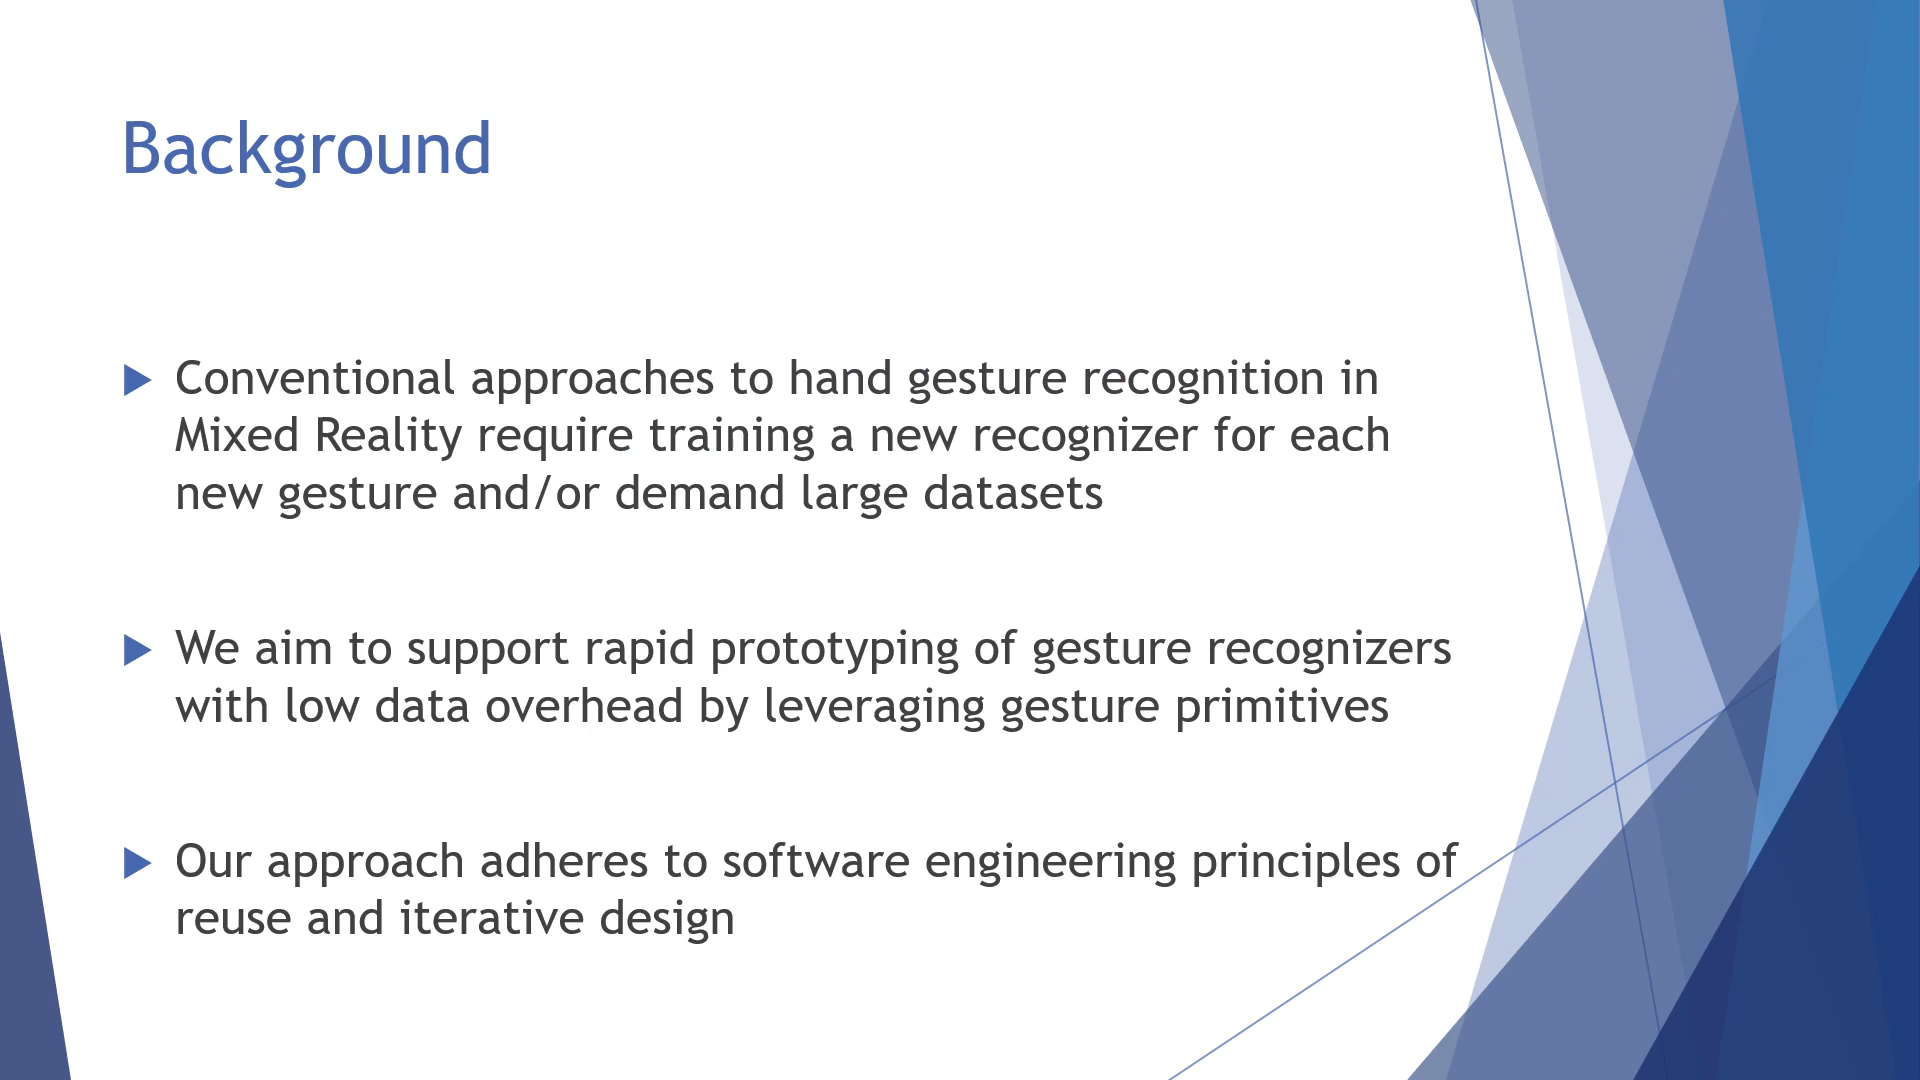 Background
Conventional approaches to hand gesture recognition in
Mixed Reality require training a new recognizer for each
new gesture and/or demand large datasets
We aim to support rapid prototyping of gesture recognizers
with low data overhead by leveraging gesture primitives
Our approach adheres to software engineering principles of
reuse and iterative design